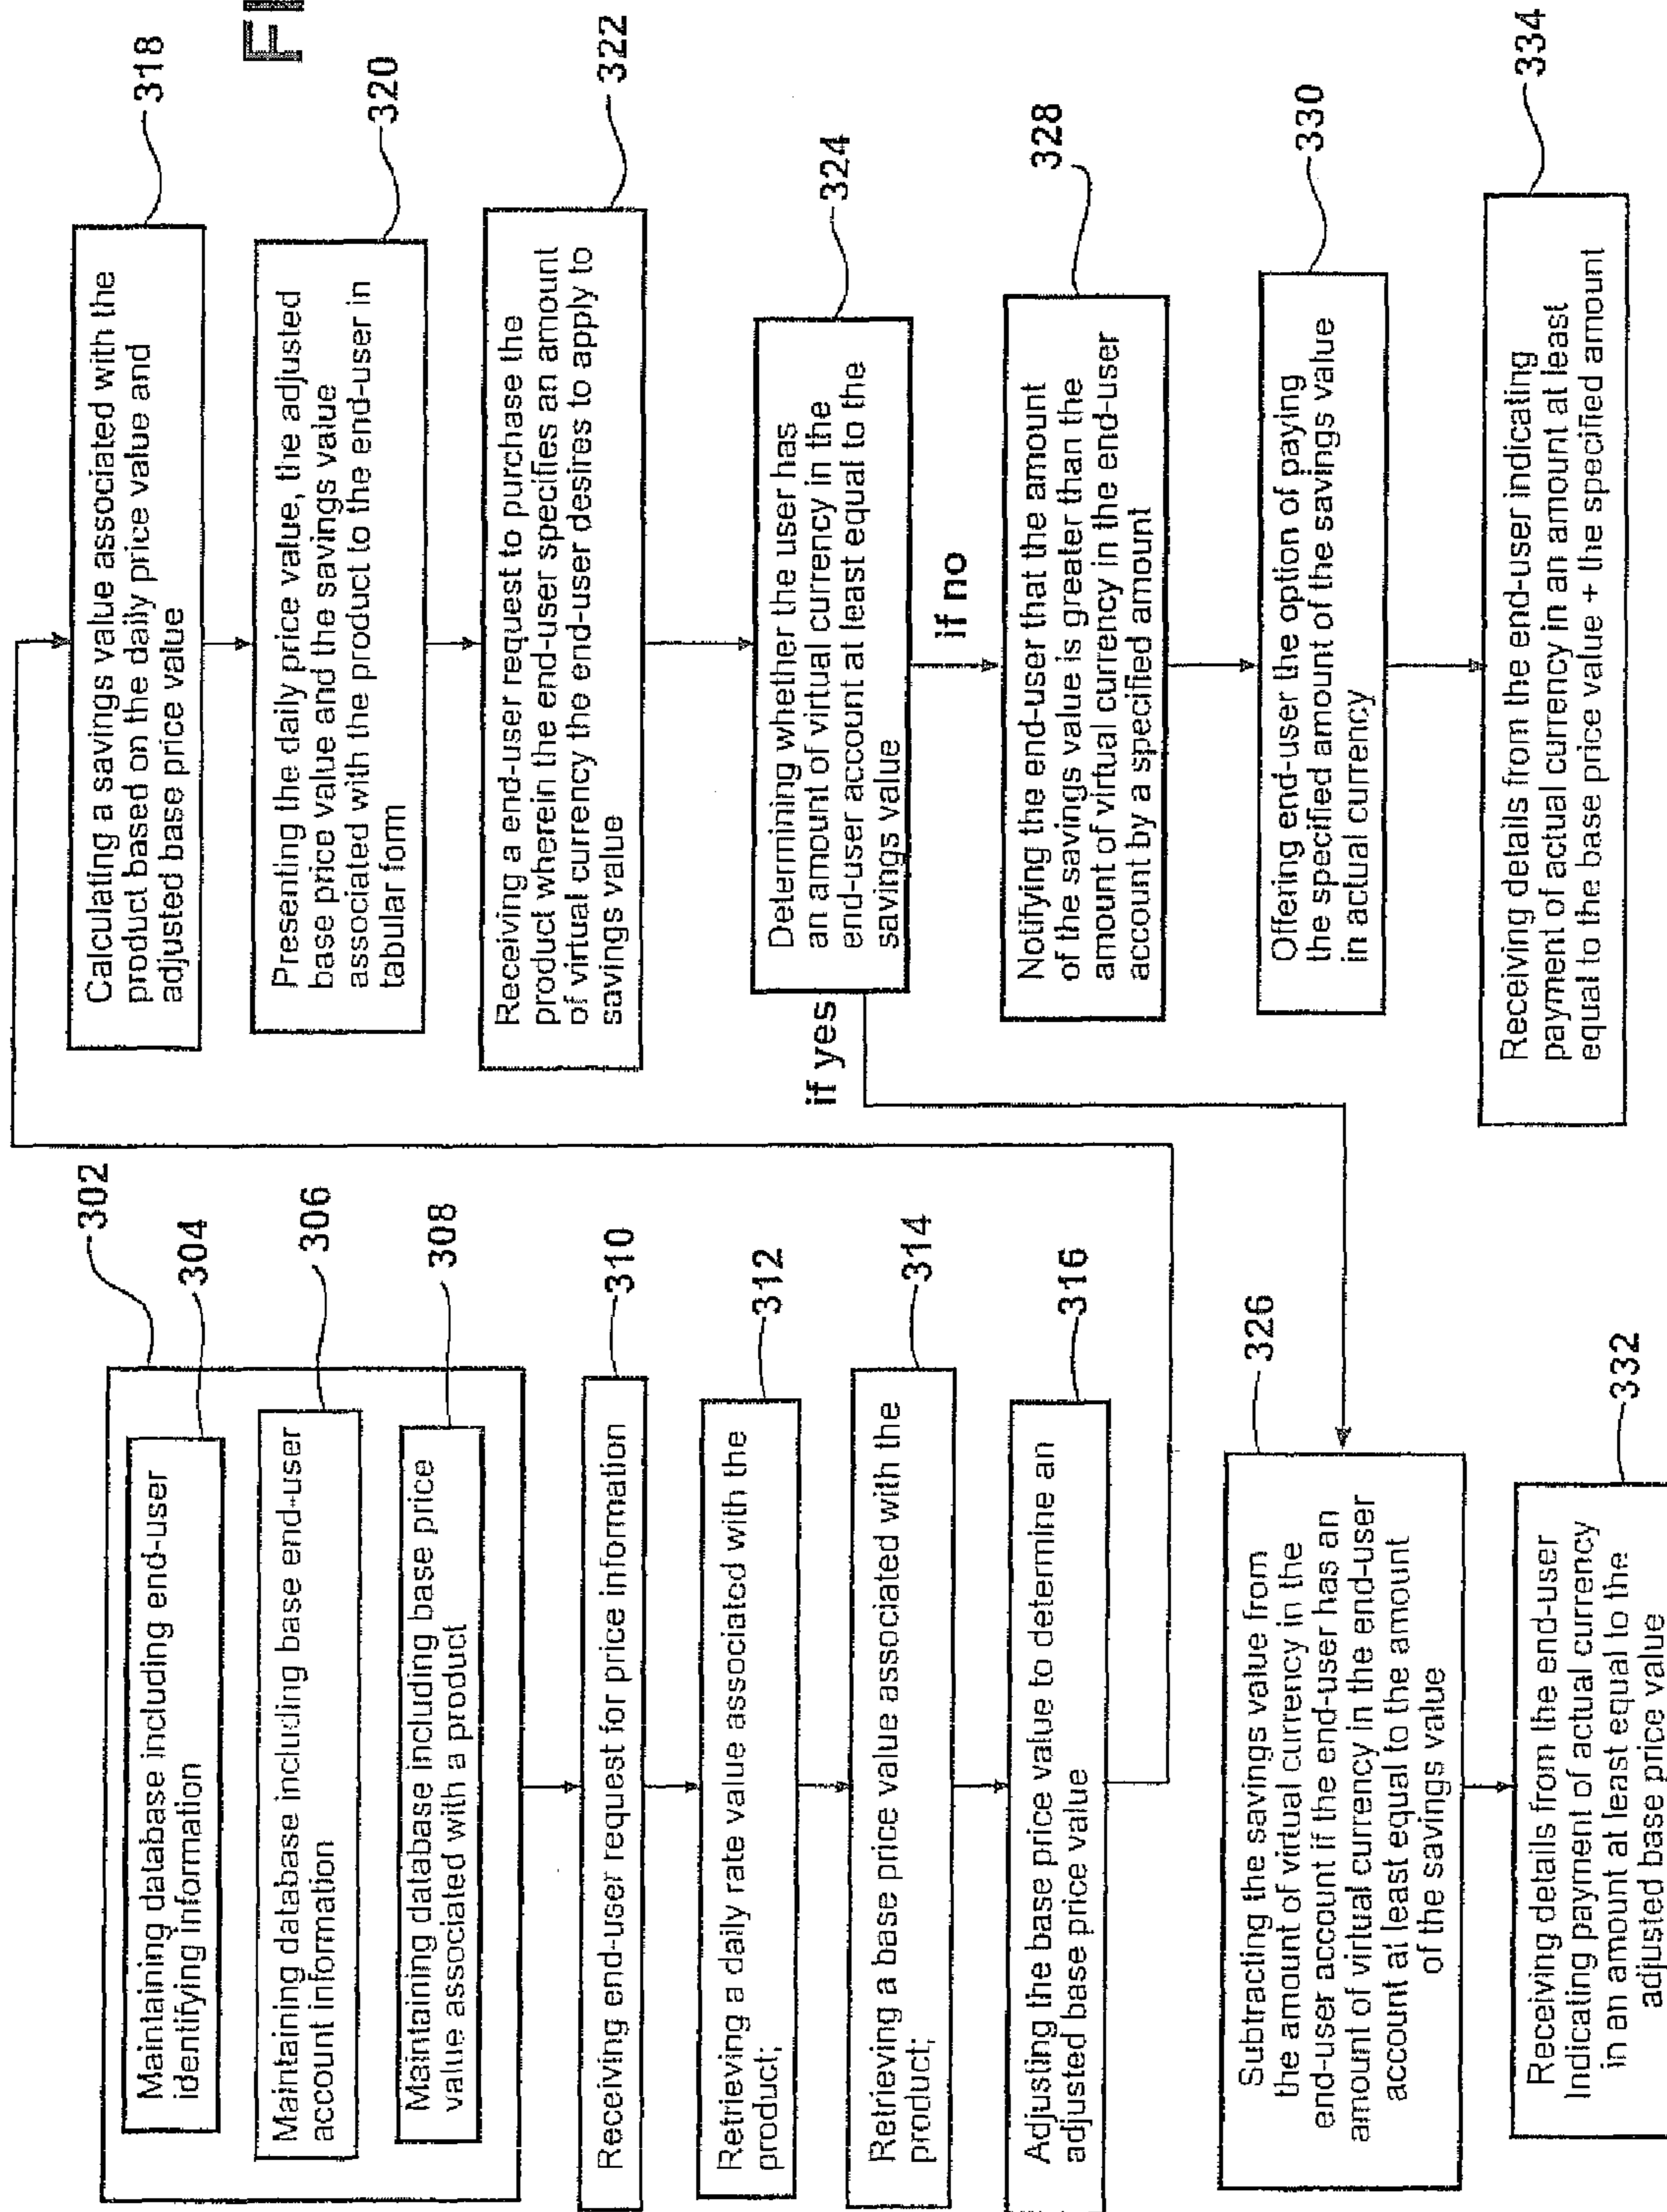 302
304
Maintaining database including end-user
identifying information
306
Maintaining database including base end-user
account information
308
Maintaining database including base price
value associated with a product
310
Receiving end-user request for price information
312
Retrieving a daily rate value associated with the
product;
314
Retrieving a base price value associated with the
product;
316
Adjusting the base price value to determine an
adjusted base price value
318
Calculating a savings value associated with the
product based on the daily price value and
adjusted base price value
320
Presenting the daily price value, the adjusted
base price value and the savings value
associated with the product to the end-user in
tabular form
322
Receiving a end-user request to purchase the
product wherein the end-user specifies an amount
of virtual currency the end-user desires to apply to
savings value
324
Determining whether the user has
an amount of virtual currency in the
end-user account at least equal to the
savings value
if yes
if no
326
Subtracting the savings value from
the amount of virtual currency in the
end-user account if the end-user has an
amount of virtual currency in the end-user
account at least equal to the amount
of the savings value
332
Receiving details from the end-user
Indicating payment of actual currency
in an amount at least equal to the
adjusted base price value
328
Notifying the end-user that the amount
of the savings value is greater than the
amount of virtual currency in the end-user
account by a specified amount
330
Offering end-user the option of paying
the specified amount of the savings value
in actual currency
334
Receiving details from the end-user indicating
payment of actual currency in an amount at least
equal to the base price value + the specified amount